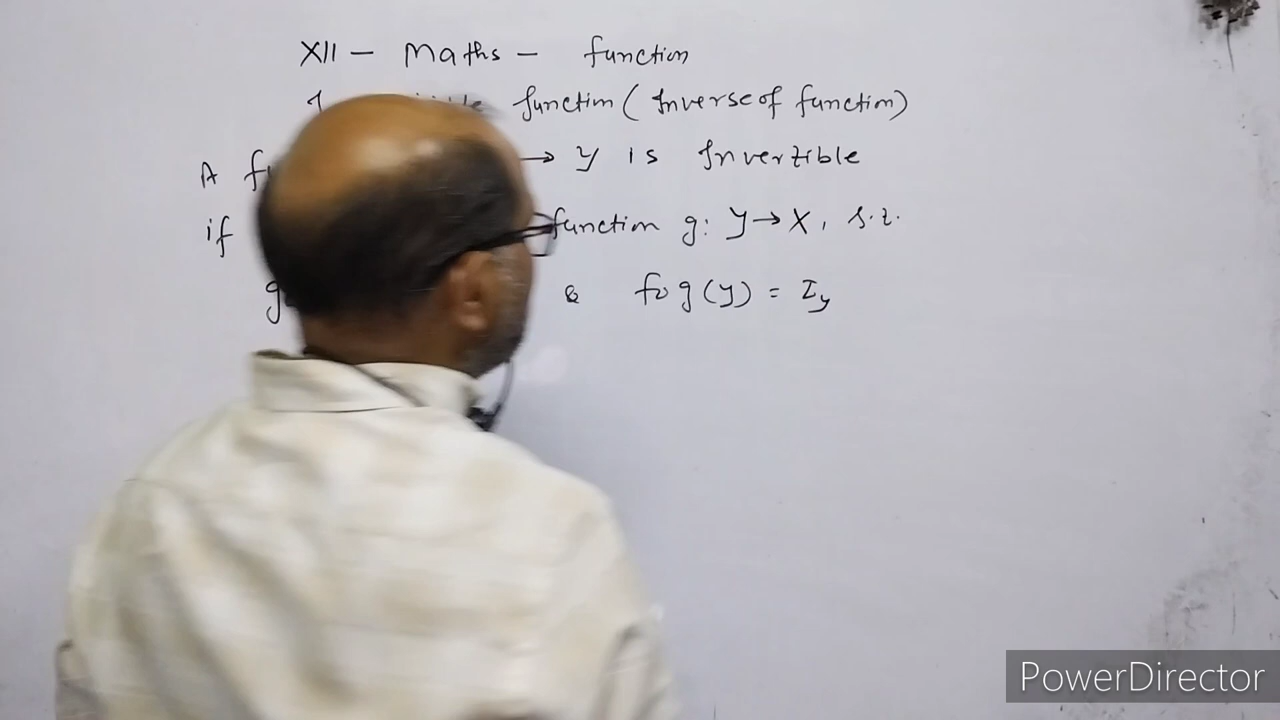 XII - Maths - function
function (Inverse of function)
A → Y is Invertible
if function g: Y → X, s.t.
& fog(y) = Iy
PowerDirector